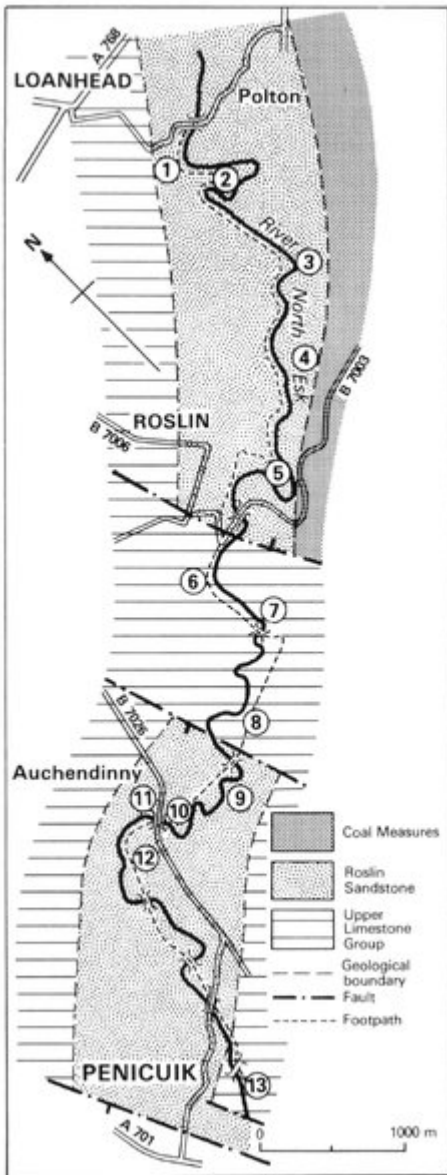 A 768
LOANHEAD
Polton
1
2
River
3
N
North
4
Esk
B 7003
ROSLIN
B 7006
5
6
7
8
B 7026
Auchendinny
11
10
9
12
Coal Measures
Roslin
Sandstone
Upper
Limestone
Group
Geological
boundary
Fault
Footpath
PENICUIK
13
A 701
0
1000 m